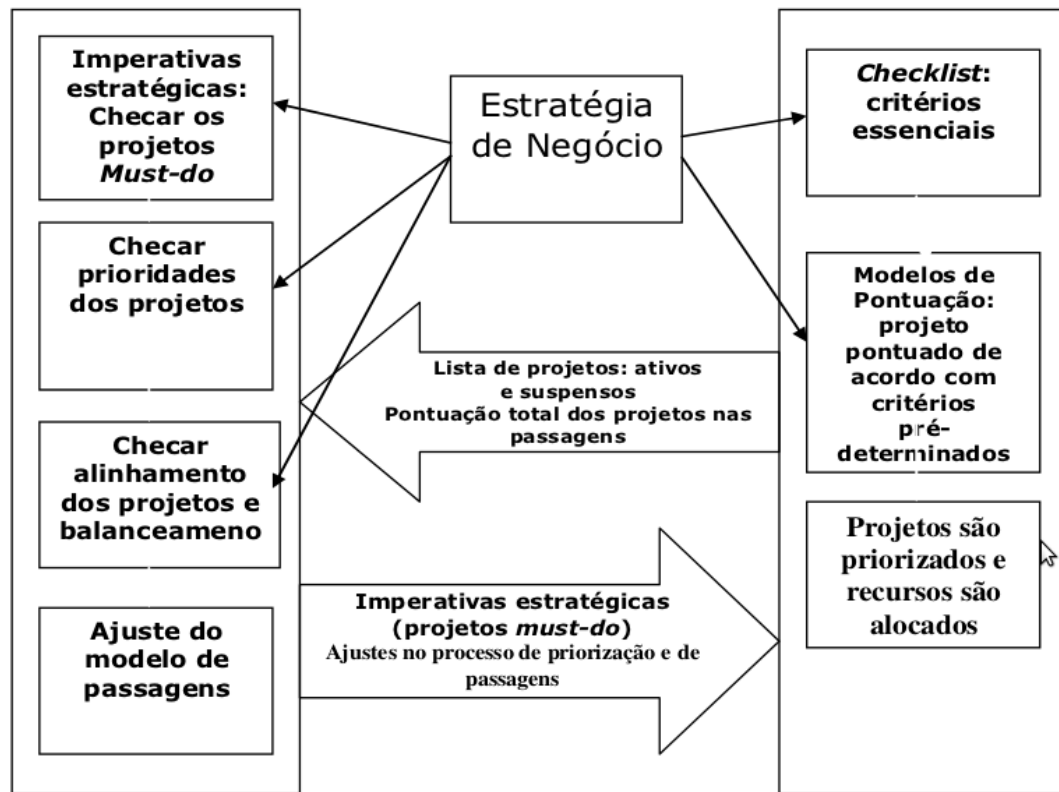 Imperativas
estratégicas:
Checar os
projetos
Must-do
Checar
prioridades
dos projetos
Checar
alinhamento
dos projetos e
balanceameno
Ajuste do
modelo de
passagens
Estratégia
de Negócio
Lista de projetos: ativos
e suspensos
Pontuação total dos projetos nas
passagens
Imperativas estratégicas
(projetos must-do)
Ajustes no processo de priorização e de
passagens
Checklist:
critérios
essenciais
Modelos de
Pontuação:
projeto
pontuado de
acordo com
critérios
pré-
determinados
Projetos são
priorizados e
recursos são
alocados